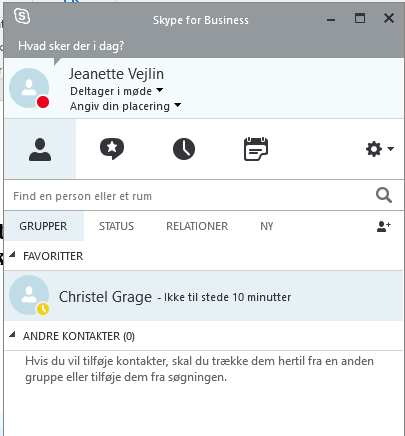 Skype for Business
Hvad sker der i dag?
Jeanette Vejlin
Deltager i møde
Angiv din placering
Find en person eller et rum
GRUPPER STATUS RELATIONER NY
FAVORITTER
Christel Grage - Ikke til stede 10 minutter
ANDRE KONTAKTER (0)
Hvis du vil tilføje kontakter, skal du trække dem hertil fra en anden
gruppe eller tilføje dem fra søgningen.